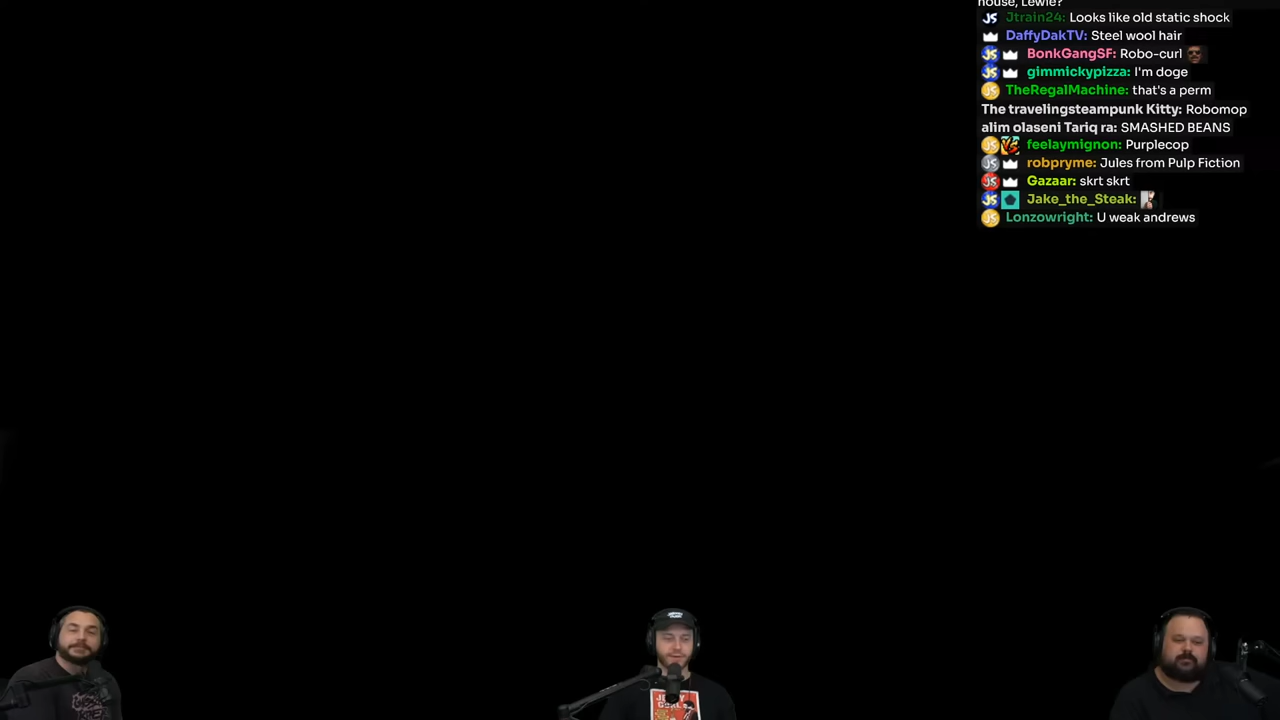 house, Lewie?
Jtrain24: Looks like old static shock
DaffyDakTV: Steel wool hair
BonkGangSF: Robo-curl
gimmickypizza: I'm doge
TheRegalMachine: that's a perm
The travelingsteampunk Kitty: Robomop
alim olaseni Tariq ra: SMASHED BEANS
feelaymignon: Purplecop
robpryme: Jules from Pulp Fiction
Gazaar: skrt skrt
Jake_the_Steak:
Lonzowright: U weak andrews